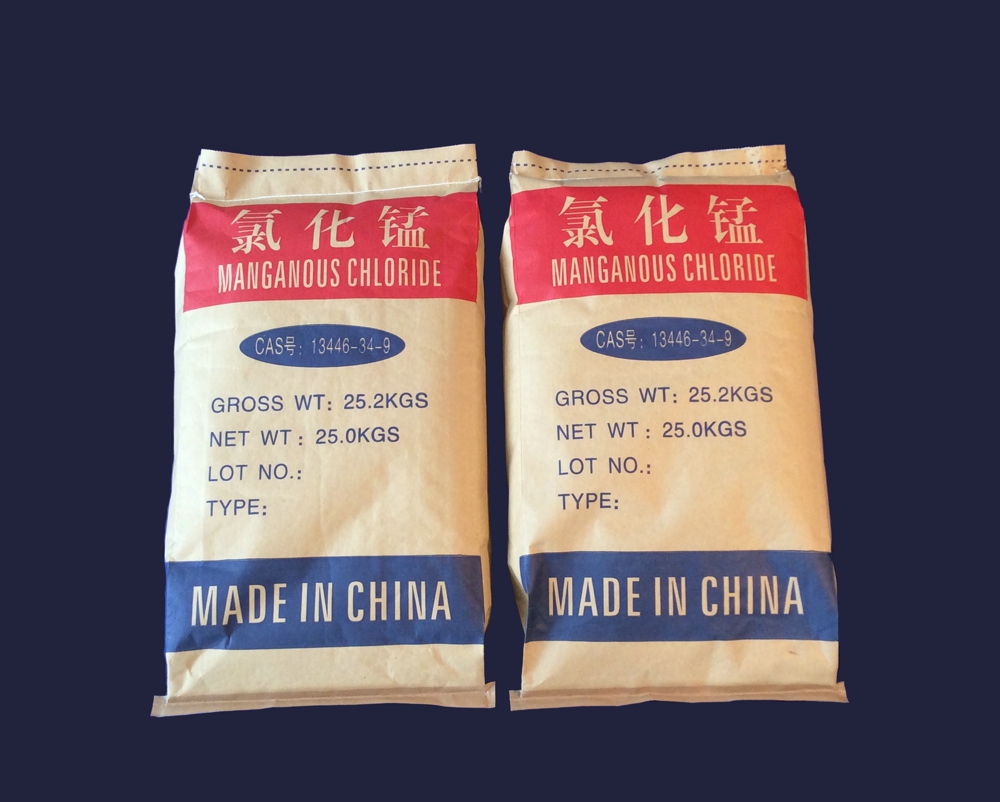 氯化锰
MANGANOUS CHLORIDE
CAS号: 13446-34-9
GROSS WT: 25.2KGS
NET WT: 25.0KGS
LOT NO.:
TYPE:
MADE IN CHINA
氯化锰
MANGANOUS CHLORIDE
CAS号: 13446-34-9
GROSS WT: 25.2KGS
NET WT: 25.0KGS
LOT NO.:
TYPE:
MADE IN CHINA